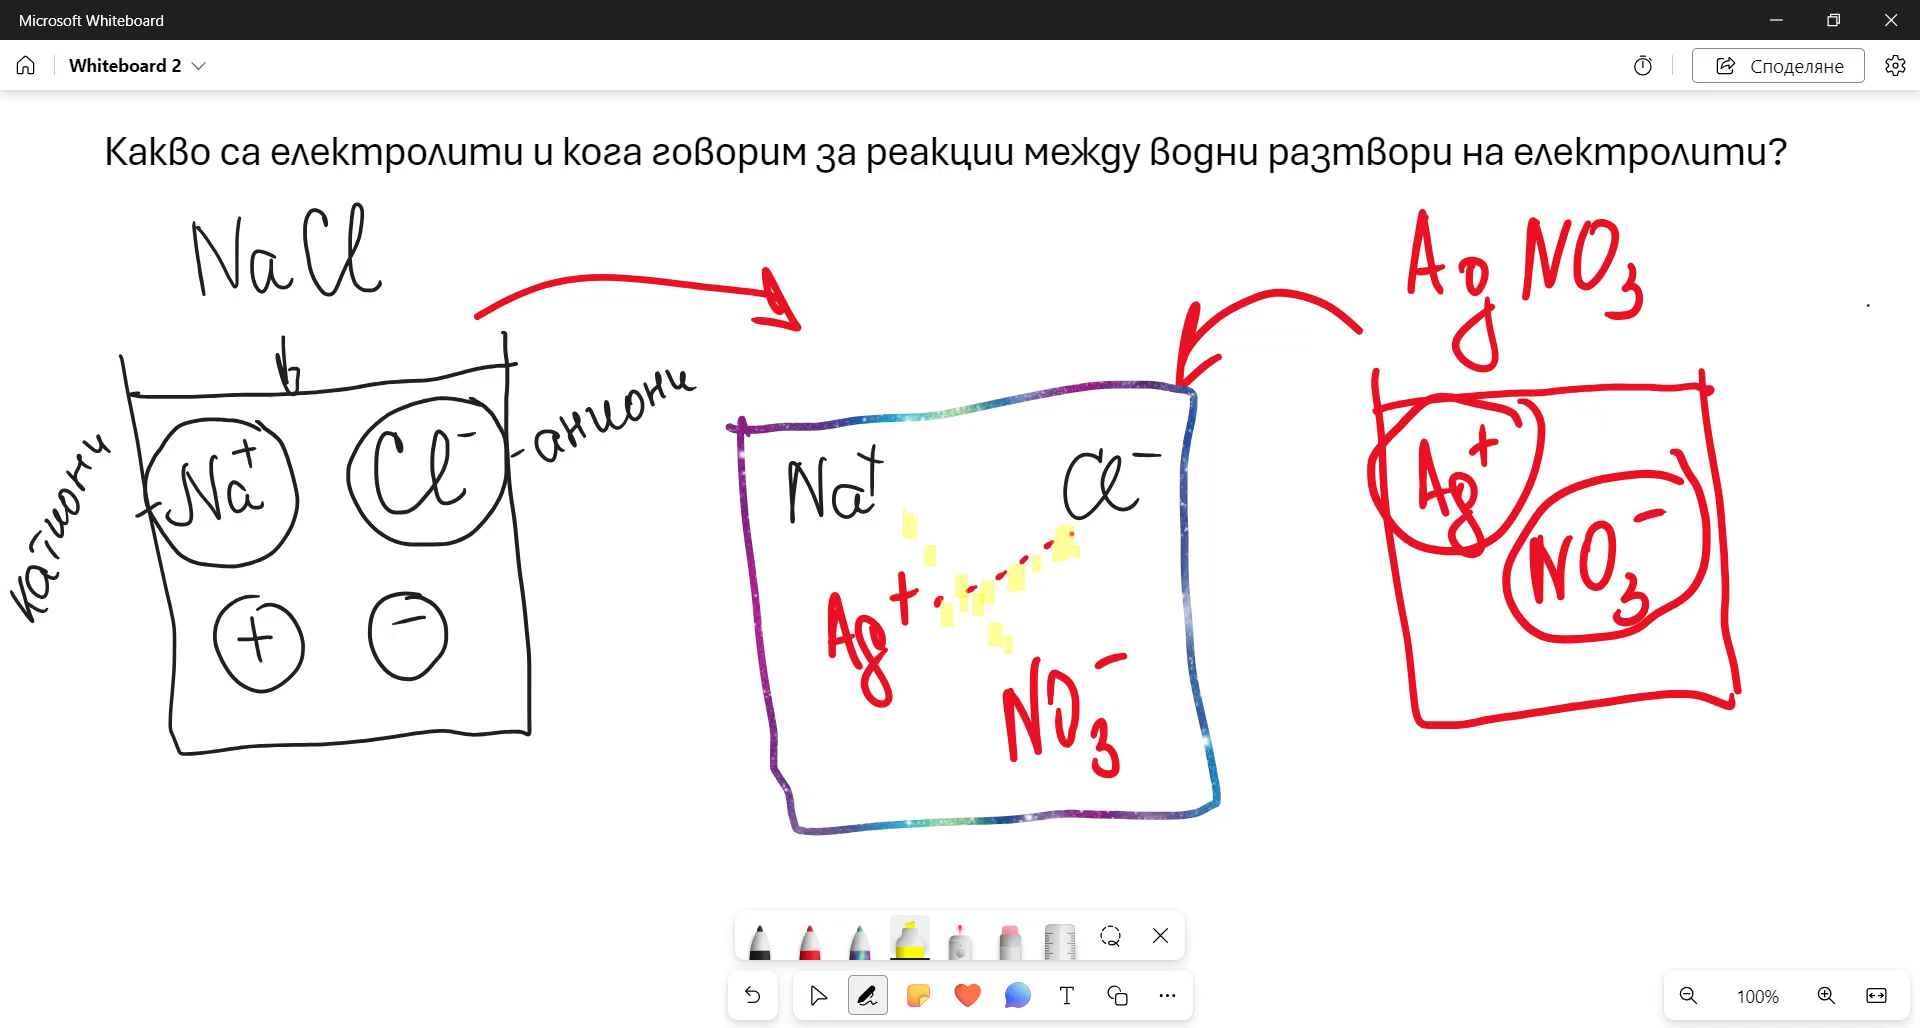 Microsoft Whiteboard
Whiteboard 2
Споделяне
Какво са електролити и кога говорим за реакции между водни разтвори на електролити?
NaCl
AgNO3
катиони
Na+
Cl-
-аниони
+
-
Na+
Cl-
Ag+
NO3-
Ag+
NO3-
100%